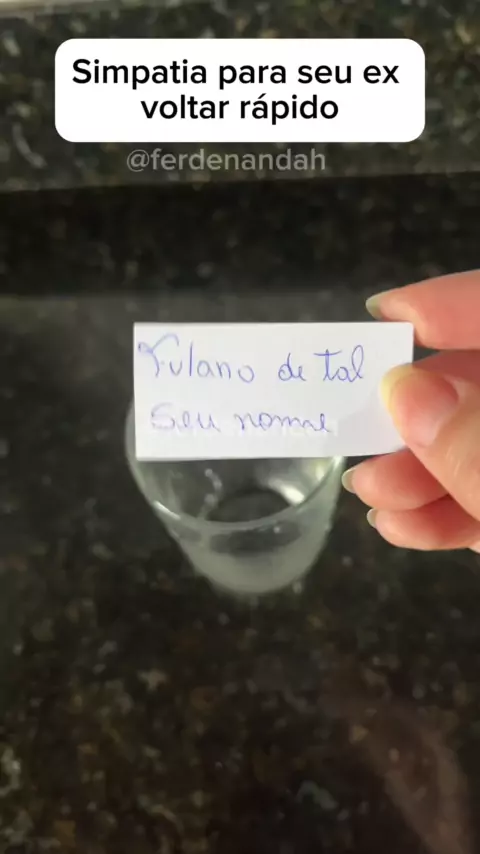 Simpatia para seu ex
voltar rápido
@ferdenandah
Fulano de tal
Seu nome